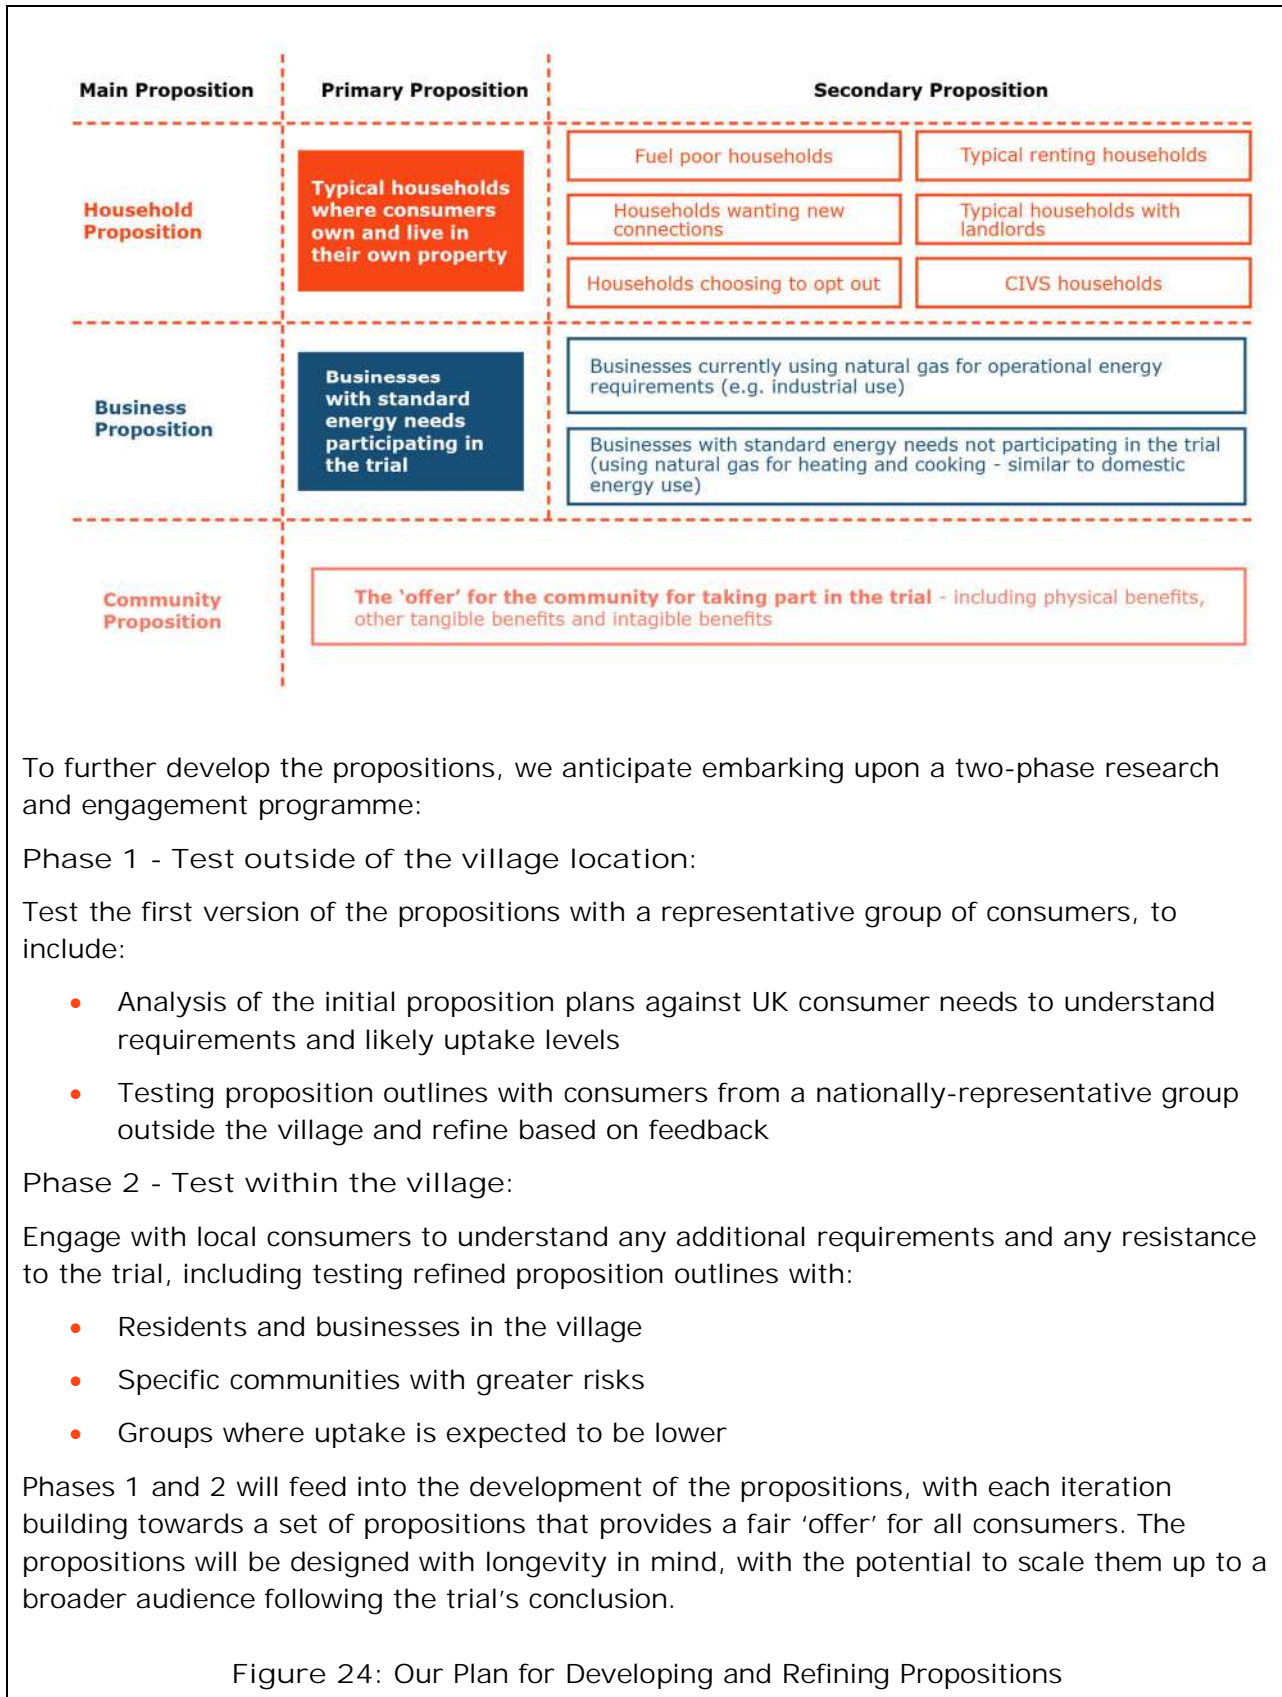 Main Proposition
Primary Proposition
Secondary Proposition
Household
Proposition
Typical households
where consumers
own and live in
their own property
Fuel poor households
Typical renting households
Households wanting new
connections
Typical households with
landlords
Households choosing to opt out
CIVS households
Business
Proposition
Businesses
with standard
energy needs
participating in
the trial
Businesses currently using natural gas for operational energy
requirements (e.g. industrial use)
Businesses with standard energy needs not participating in the trial
(using natural gas for heating and cooking - similar to domestic
energy use)
Community
Proposition
The ‘offer’ for the community for taking part in the trial - including physical benefits,
other tangible benefits and intagible benefits
To further develop the propositions, we anticipate embarking upon a two-phase research
and engagement programme:
Phase 1 - Test outside of the village location:
Test the first version of the propositions with a representative group of consumers, to
include:
• Analysis of the initial proposition plans against UK consumer needs to understand
requirements and likely uptake levels
• Testing proposition outlines with consumers from a nationally-representative group
outside the village and refine based on feedback
Phase 2 - Test within the village:
Engage with local consumers to understand any additional requirements and any resistance
to the trial, including testing refined proposition outlines with:
• Residents and businesses in the village
• Specific communities with greater risks
• Groups where uptake is expected to be lower
Phases 1 and 2 will feed into the development of the propositions, with each iteration
building towards a set of propositions that provides a fair ‘offer’ for all consumers. The
propositions will be designed with longevity in mind, with the potential to scale them up to a
broader audience following the trial’s conclusion.
Figure 24: Our Plan for Developing and Refining Propositions